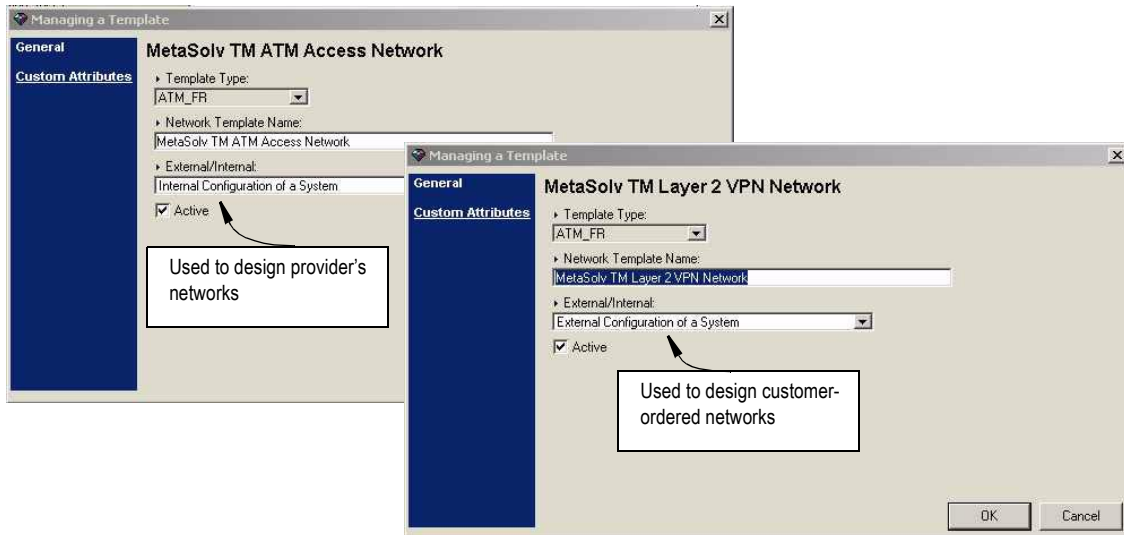 Managing a Template
General
MetaSolv TM ATM Access Network
Custom Attributes
Template Type:
ATM_FR
Network Template Name:
MetaSolv TM ATM Access Network
External/Internal:
Internal Configuration of a System
Active
Used to design provider's
networks
Managing a Template
General
MetaSolv TM Layer 2 VPN Network
Custom Attributes
Template Type:
ATM_FR
Network Template Name:
MetaSolv TM Layer 2 VPN Network
External/Internal:
External Configuration of a System
Active
Used to design customer-
ordered networks
OK Cancel